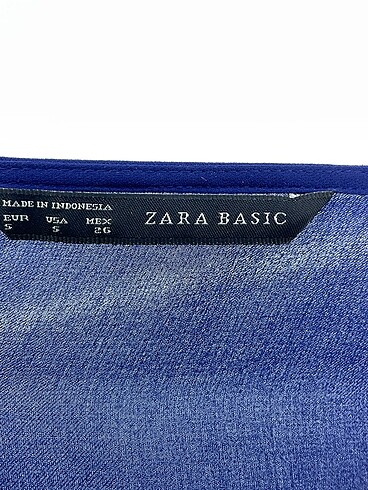 MADE IN INDONESIA
EUR USA MEX
S S 26
ZARA BASIC